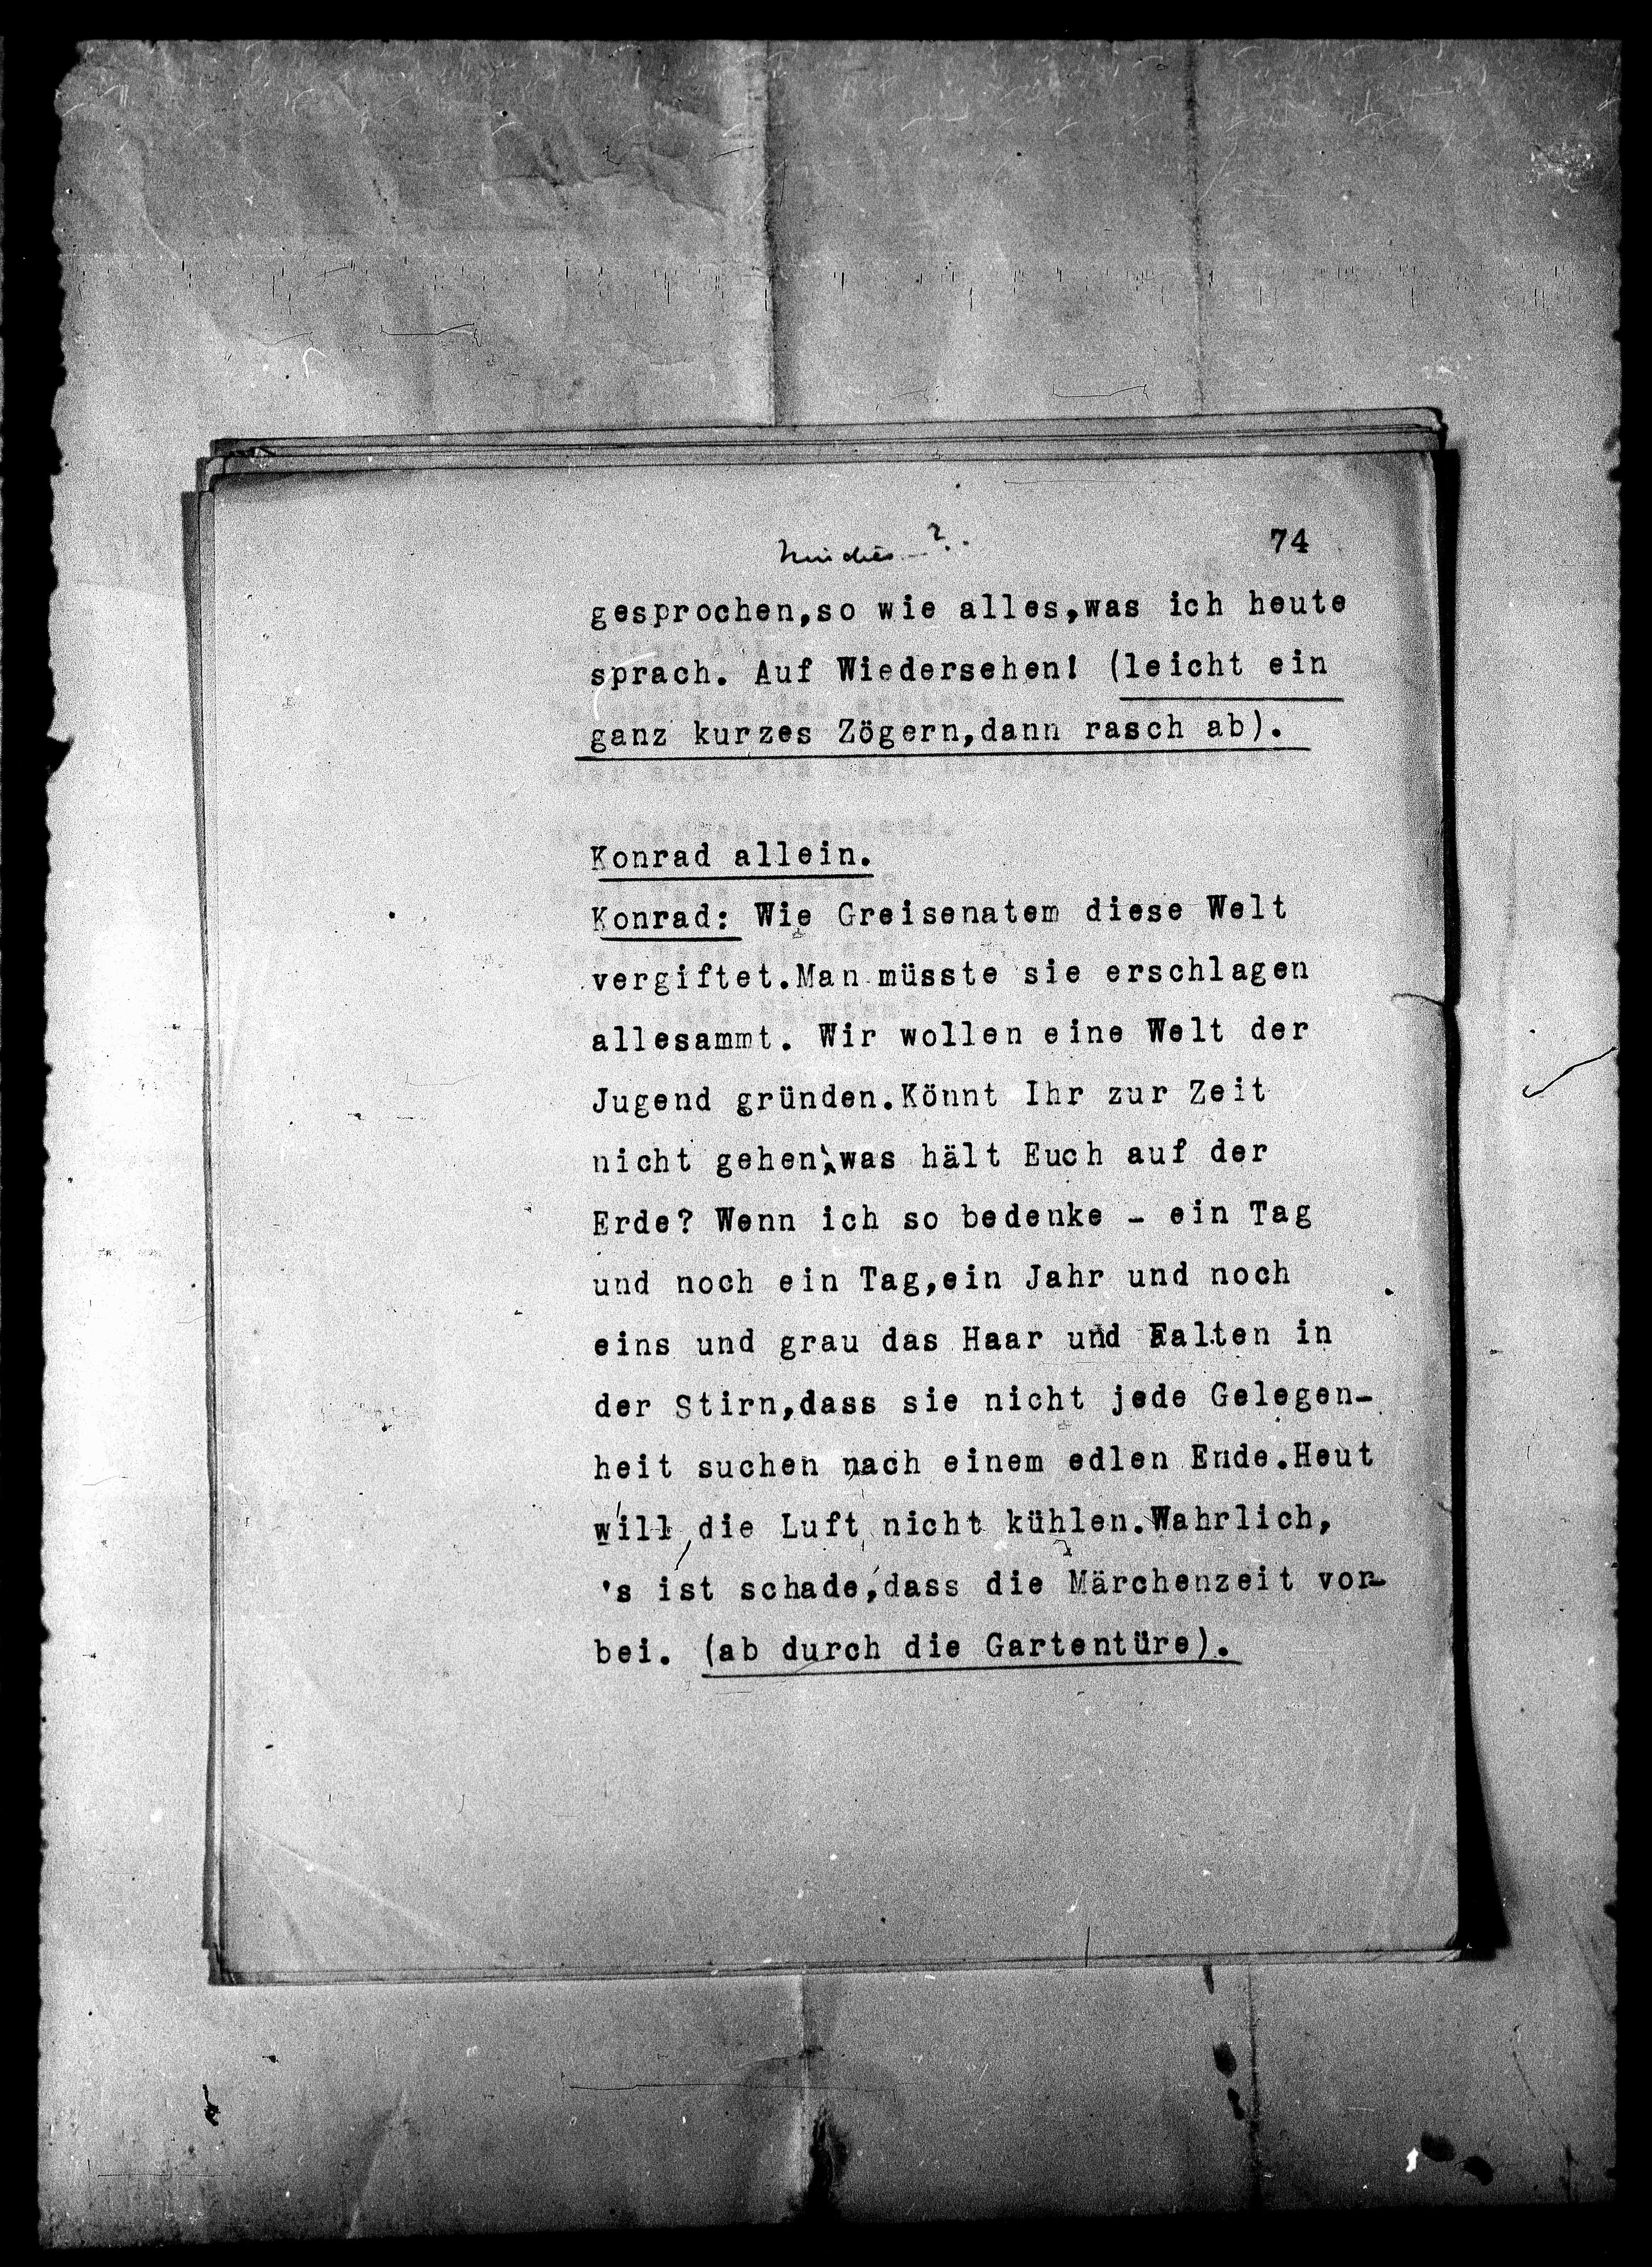 74
gesprochen,so wie alles,was ich heute
sprach. Auf Wiedersehen! (leicht ein
ganz kurzes Zögern,dann rasch ab).
Konrad allein.
Konrad: Wie Greisenatem diese Welt
vergiftet.Man müsste sie erschlagen
allesammt. Wir wollen eine Welt der
Jugend gründen.Könnt Ihr zur Zeit
nicht gehen,was hält Euch auf der
Erde? Wenn ich so bedenke - ein Tag
und noch ein Tag,ein Jahr und noch
eins und grau das Haar und Falten in
der Stirn,dass sie nicht jede Gelegen-
heit suchen nach einem edlen Ende.Heut
will die Luft nicht kühlen.Wahrlich,
's ist schade,dass die Märchenzeit vor-
bei. (ab durch die Gartentüre).